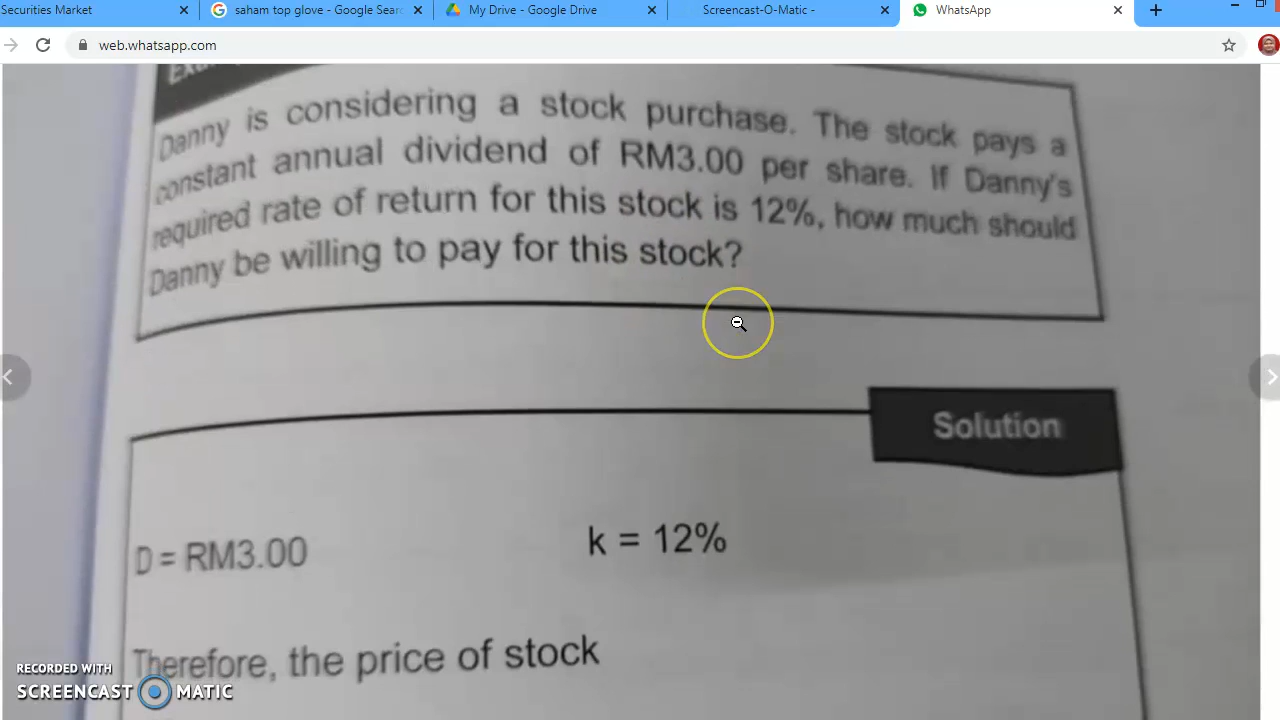 Securities Market
saham top glove - Google Sear
My Drive - Google Drive
Screencast-O-Matic -
WhatsApp
web.whatsapp.com
Danny is considering a stock purchase. The stock pays a
constant annual dividend of RM3.00 per share. If Danny's
required rate of return for this stock is 12%, how much should
Danny be willing to pay for this stock?
Solution
D = RM3.00 k = 12%
Therefore, the price of stock
RECORDED WITH
SCREENCAST MATIC